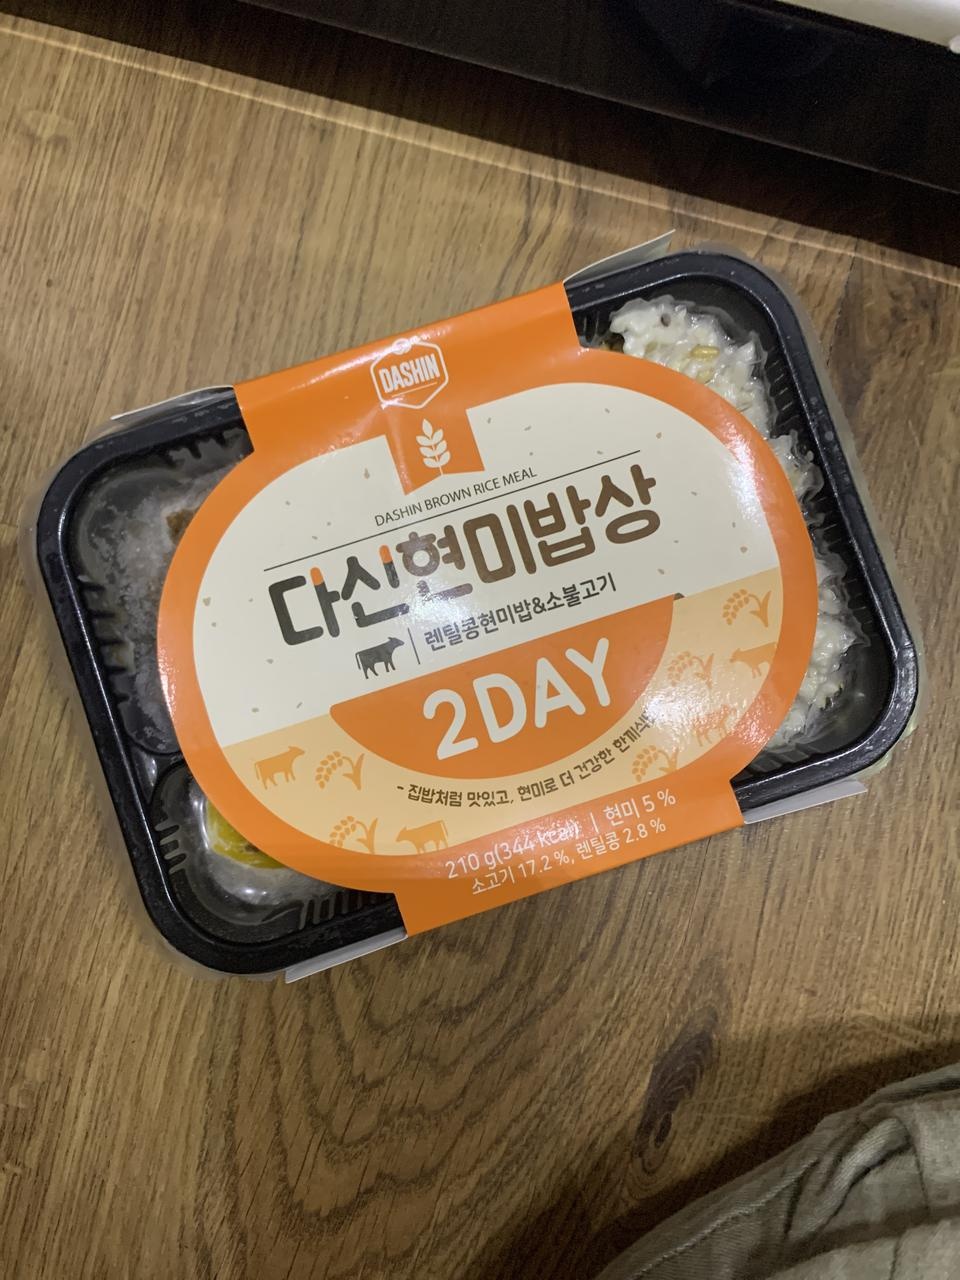 DASHIN
DASHIN BROWN RICE MEAL
다신현미밥상
렌틸콩현미밥&소불고기
2DAY
- 집밥처럼 맛있고, 현미로 더 건강한 한끼식
210 g(344 kcal) | 현미 5 %
소고기 17.2 %, 렌틸콩 2.8 %